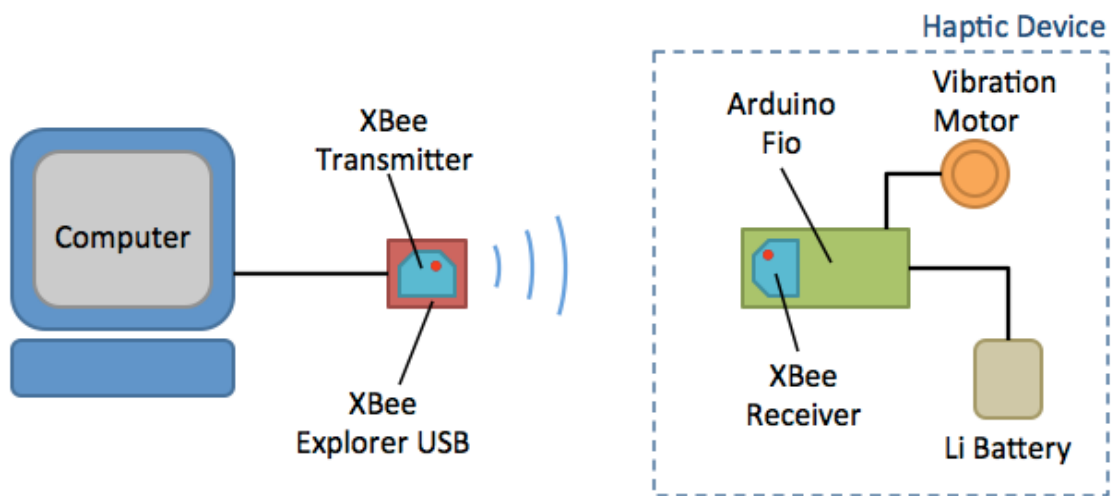 Haptic Device
XBee
Transmitter
Computer
XBee
Explorer USB
Arduino
Fio
Vibration
Motor
XBee
Receiver
Li Battery